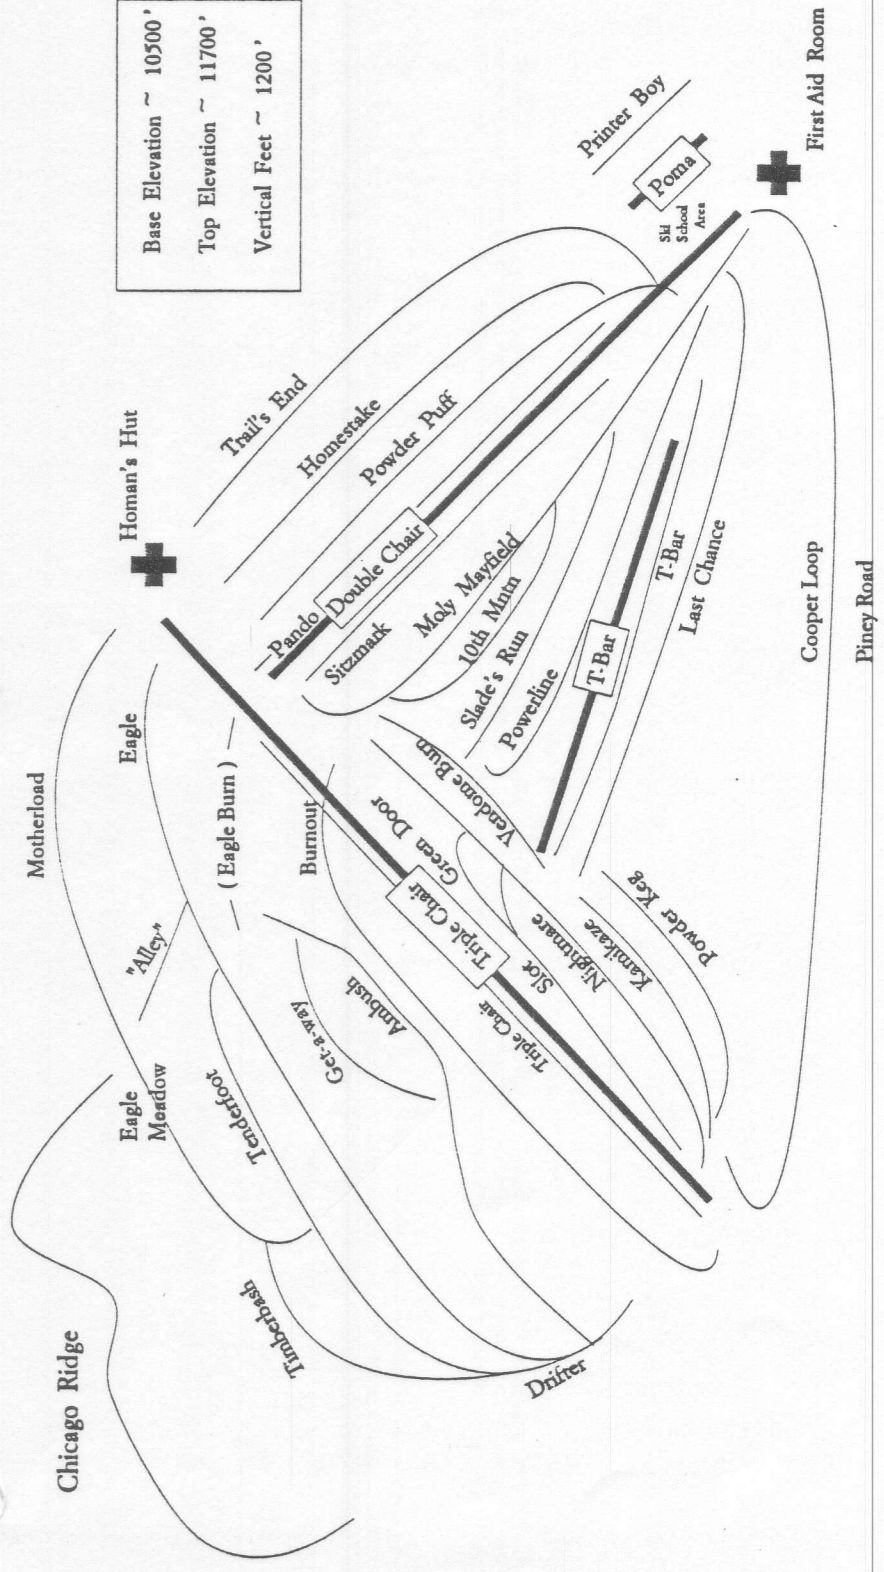 Base Elevation ~ 10500'
Top Elevation ~ 11700'
Vertical Feet ~ 1200'
Chicago Ridge
Motherload
Eagle
Meadow
"Alley"
Eagle
( Eagle Burn )
Homan's Hut
Trail's End
Homestake
Powder Puff
Printer Boy
Poma
Ski
School
Area
First Aid Room
Timberbash
Tenderfoot
Get-a-way
Ambush
Burnout
Drifter
Triple Chair
Triple Chair
Green Door
Slot
Nightmare
Kamikaze
Powder Keg
Vendome Burn
Pando
Double Chair
Sitzmark
Moly Mayfield
10th Mntn
Slade's Run
Powerline
T-Bar
T-Bar
Last Chance
Cooper Loop
Piney Road